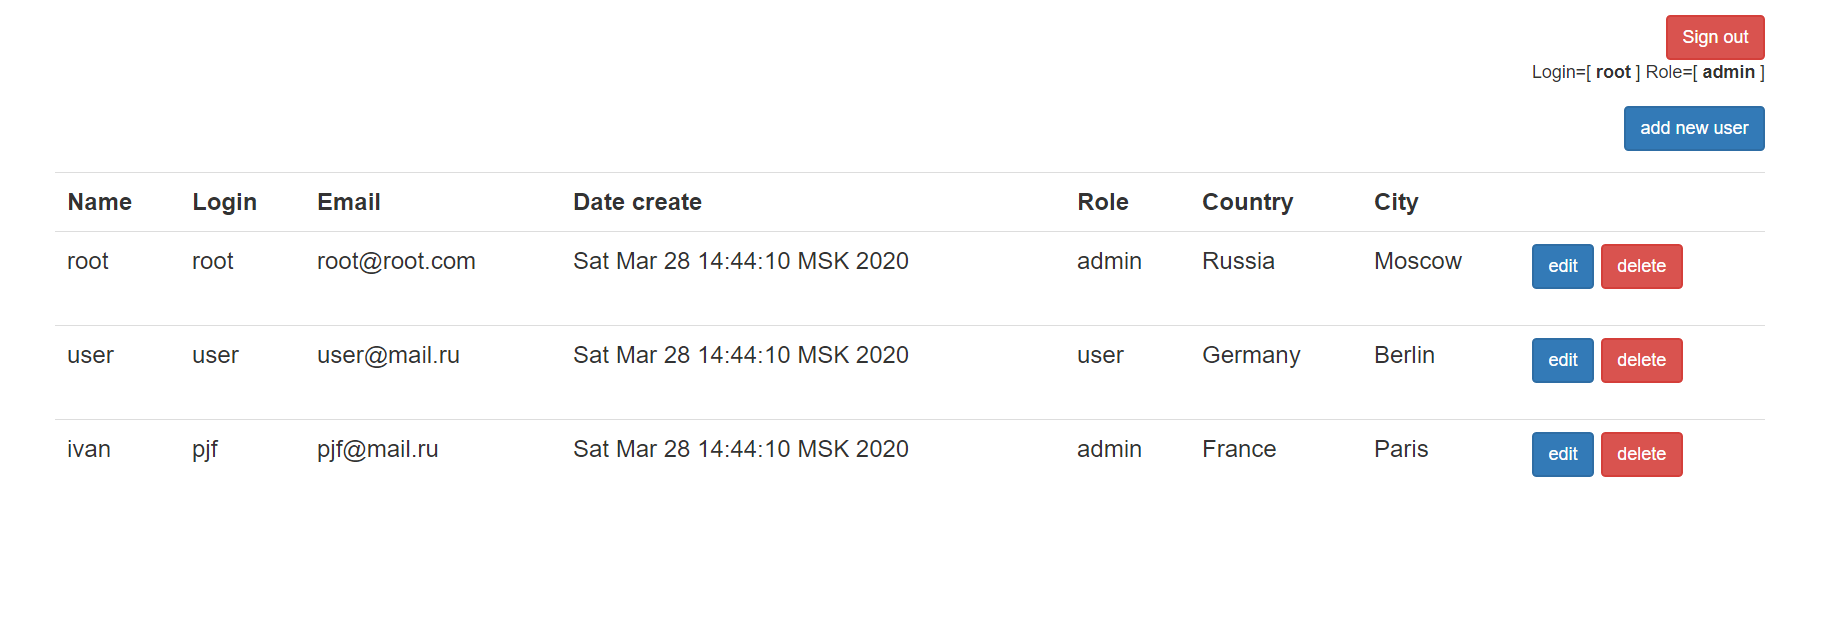 Sign out
Login=[ root ] Role=[ admin ]
add new user
Name Login Email Date create Role Country City
root root root@root.com Sat Mar 28 14:44:10 MSK 2020 admin Russia Moscow edit delete
user user user@mail.ru Sat Mar 28 14:44:10 MSK 2020 user Germany Berlin edit delete
ivan pjf pjf@mail.ru Sat Mar 28 14:44:10 MSK 2020 admin France Paris edit delete